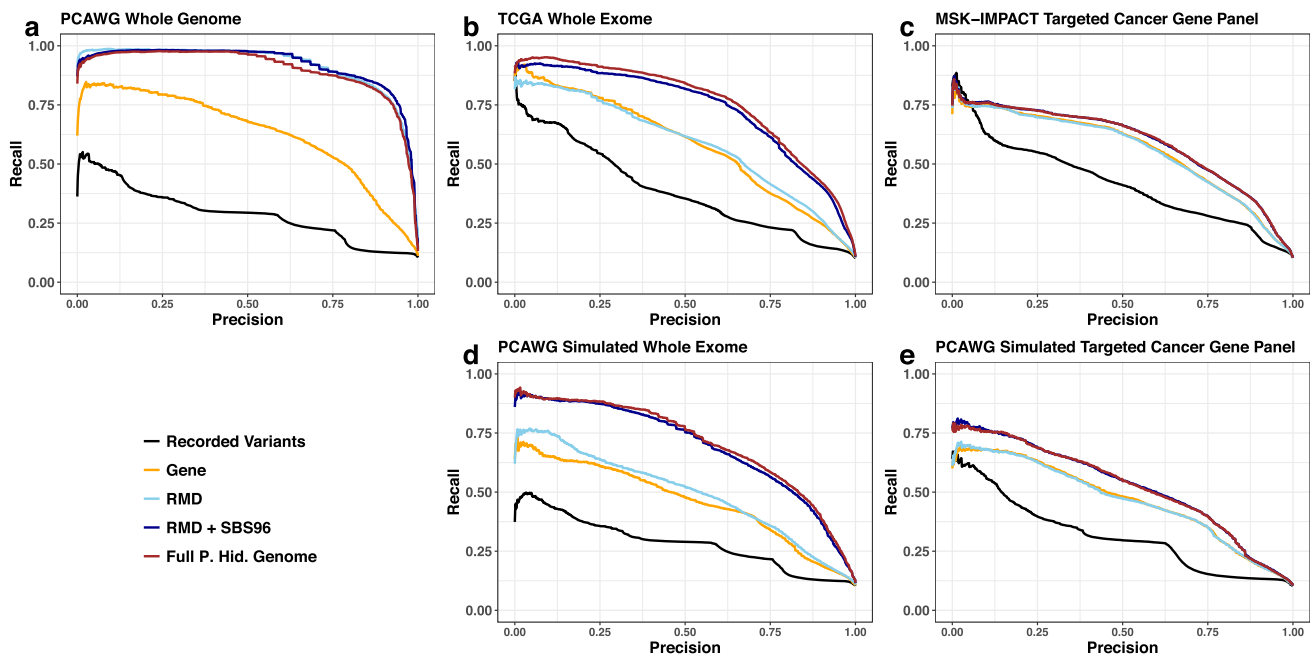 a PCAWG Whole Genome
1.00
0.75
0.50
0.25
0.00
Recall
0.00 0.25 0.50 0.75 1.00
Precision
b TCGA Whole Exome
1.00
0.75
0.50
0.25
0.00
Recall
0.00 0.25 0.50 0.75 1.00
Precision
c MSK−IMPACT Targeted Cancer Gene Panel
1.00
0.75
0.50
0.25
0.00
Recall
0.00 0.25 0.50 0.75 1.00
Precision
Recorded Variants
Gene
RMD
RMD + SBS96
Full P. Hid. Genome
d PCAWG Simulated Whole Exome
1.00
0.75
0.50
0.25
0.00
Recall
0.00 0.25 0.50 0.75 1.00
Precision
e PCAWG Simulated Targeted Cancer Gene Panel
1.00
0.75
0.50
0.25
0.00
Recall
0.00 0.25 0.50 0.75 1.00
Precision